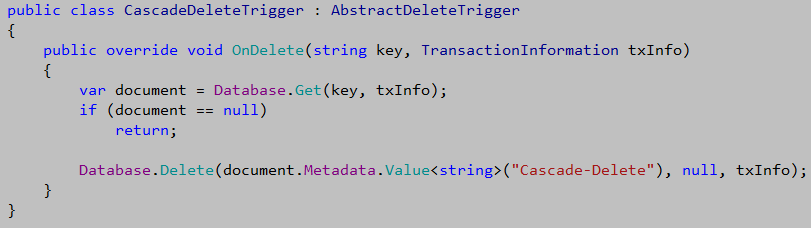 public class CascadeDeleteTrigger : AbstractDeleteTrigger
{
    public override void OnDelete(string key, TransactionInformation txInfo)
    {
        var document = Database.Get(key, txInfo);
        if (document == null)
            return;

        Database.Delete(document.Metadata.Value<string>("Cascade-Delete"), null, txInfo);
    }
}